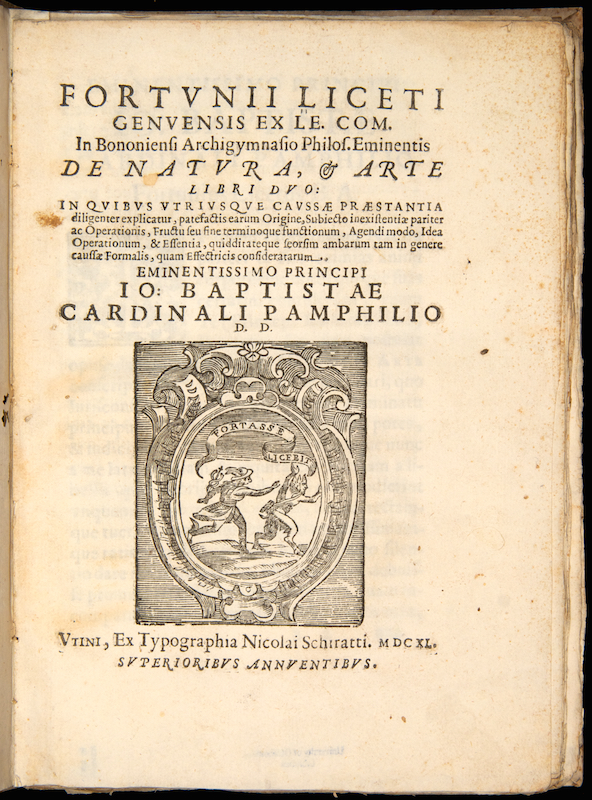 FORTVNII LICETI
GENVENSIS EX LE. COM.
In Bononiensi Archigymnasio Philos. Eminentis
DE NATVRA, & ARTE
LIBRI DVO:
IN QVIBVS VTRIVSQVE CAVSSÆ PRÆSTANTIA
diligenter explicatur, patefactis earum Origine, Subiecto inexistentiæ pariter
ac Operationis, Fructu seu fine terminoque functionum, Agendi modo, Idea
Operationum, & Essentia, quidditateque seorsim ambarum tam in genere
caussæ Formalis, quam Effectricis consideratarum.
EMINENTISSIMO PRINCIPI
IO: BAPTISTAE
CARDINALI PAMPHILIO
D. D.
FORTASSE
LICEBIT
VTINI, Ex Typographia Nicolai Schiratti. MDCXL.
SVPERIORIBVS ANNVENTIBVS.